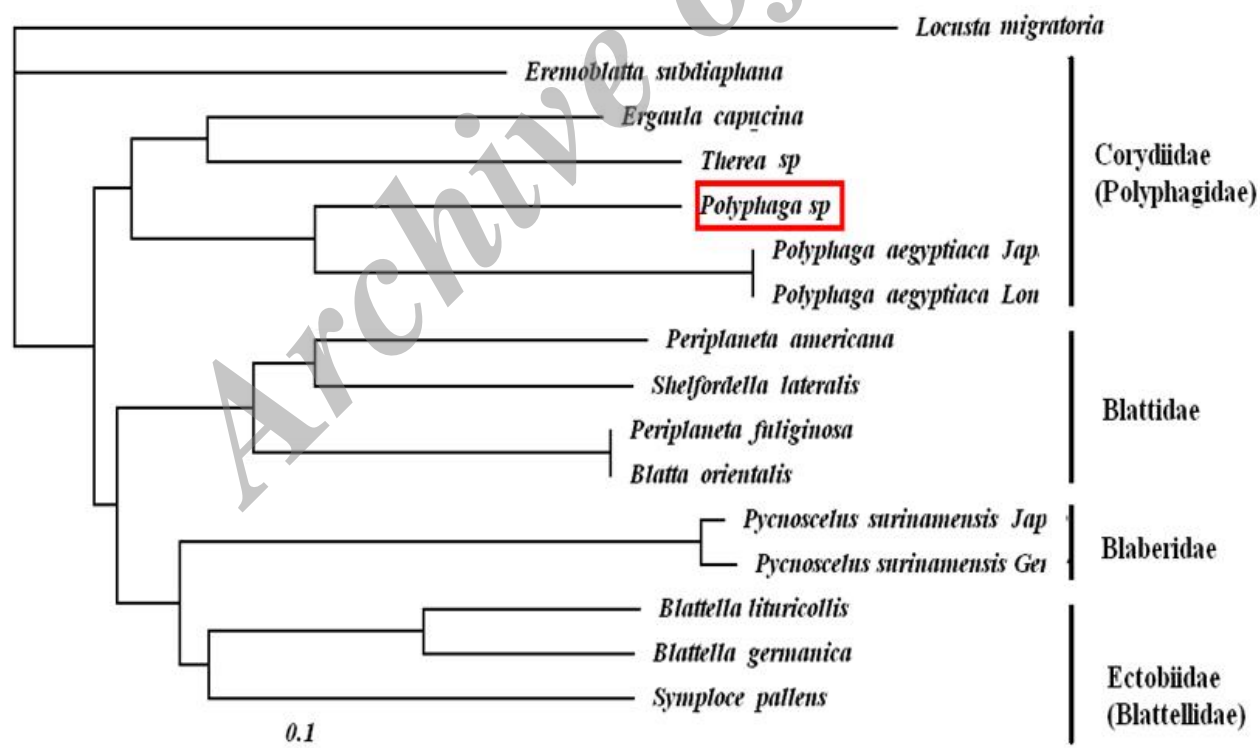 Locusta migratoria
Eremoblatta subdiaphana
Ergaula capucina
Therea sp
Polyphaga sp
Polyphaga aegyptiaca Jap
Polyphaga aegyptiaca Lon
Corydiidae
(Polyphagidae)
Periplaneta americana
Shelfordella lateralis
Periplaneta fuliginosa
Blatta orientalis
Blattidae
Pycnoscelus surinamensis Jap
Pycnoscelus surinamensis Ger
Blaberidae
Blattella lituricollis
Blattella germanica
Symploce pallens
Ectobiidae
(Blattellidae)
0.1
Archive of